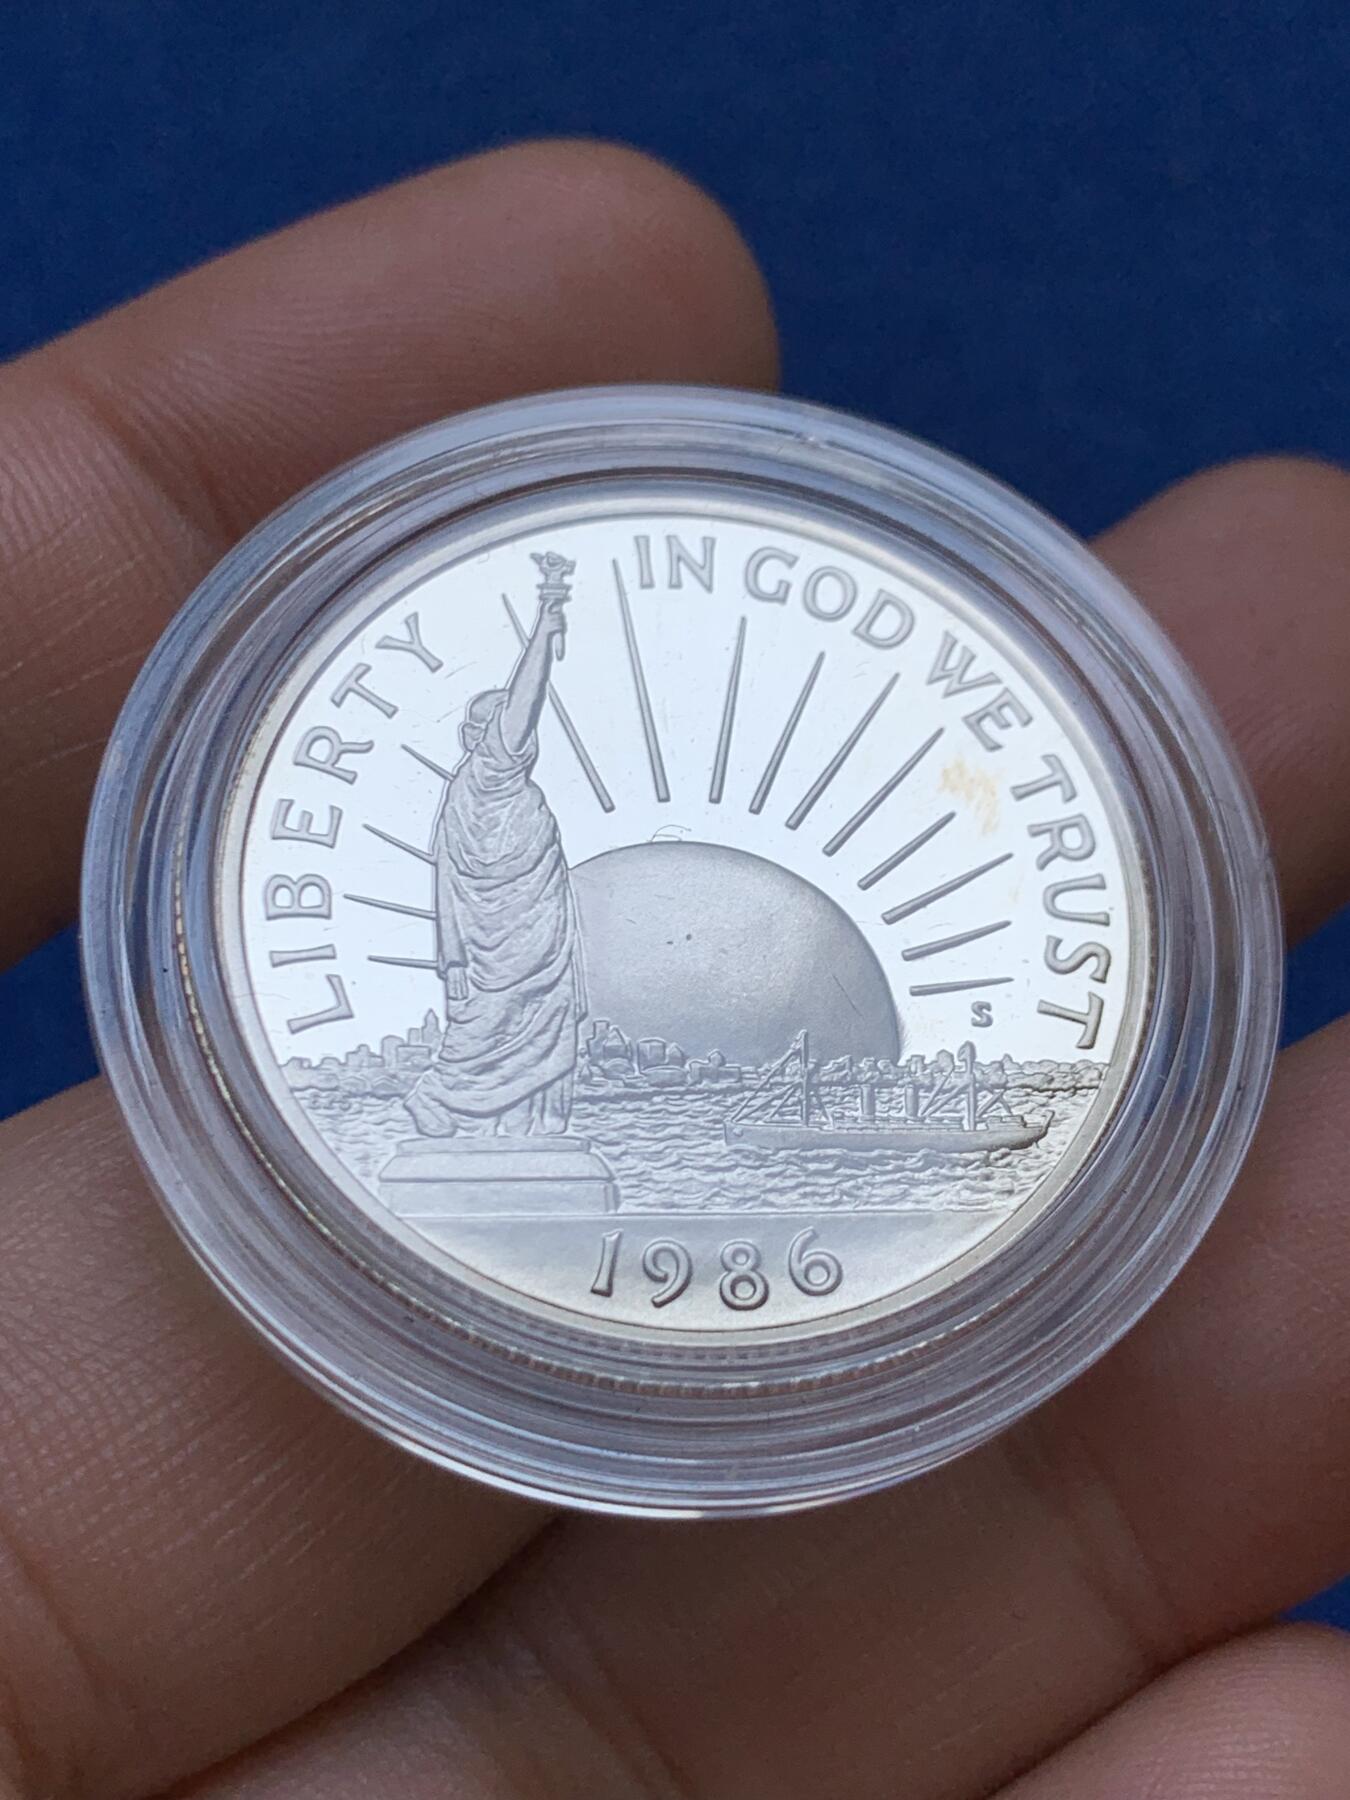 LIBERTY
IN GOD WE TRUST
S
1986